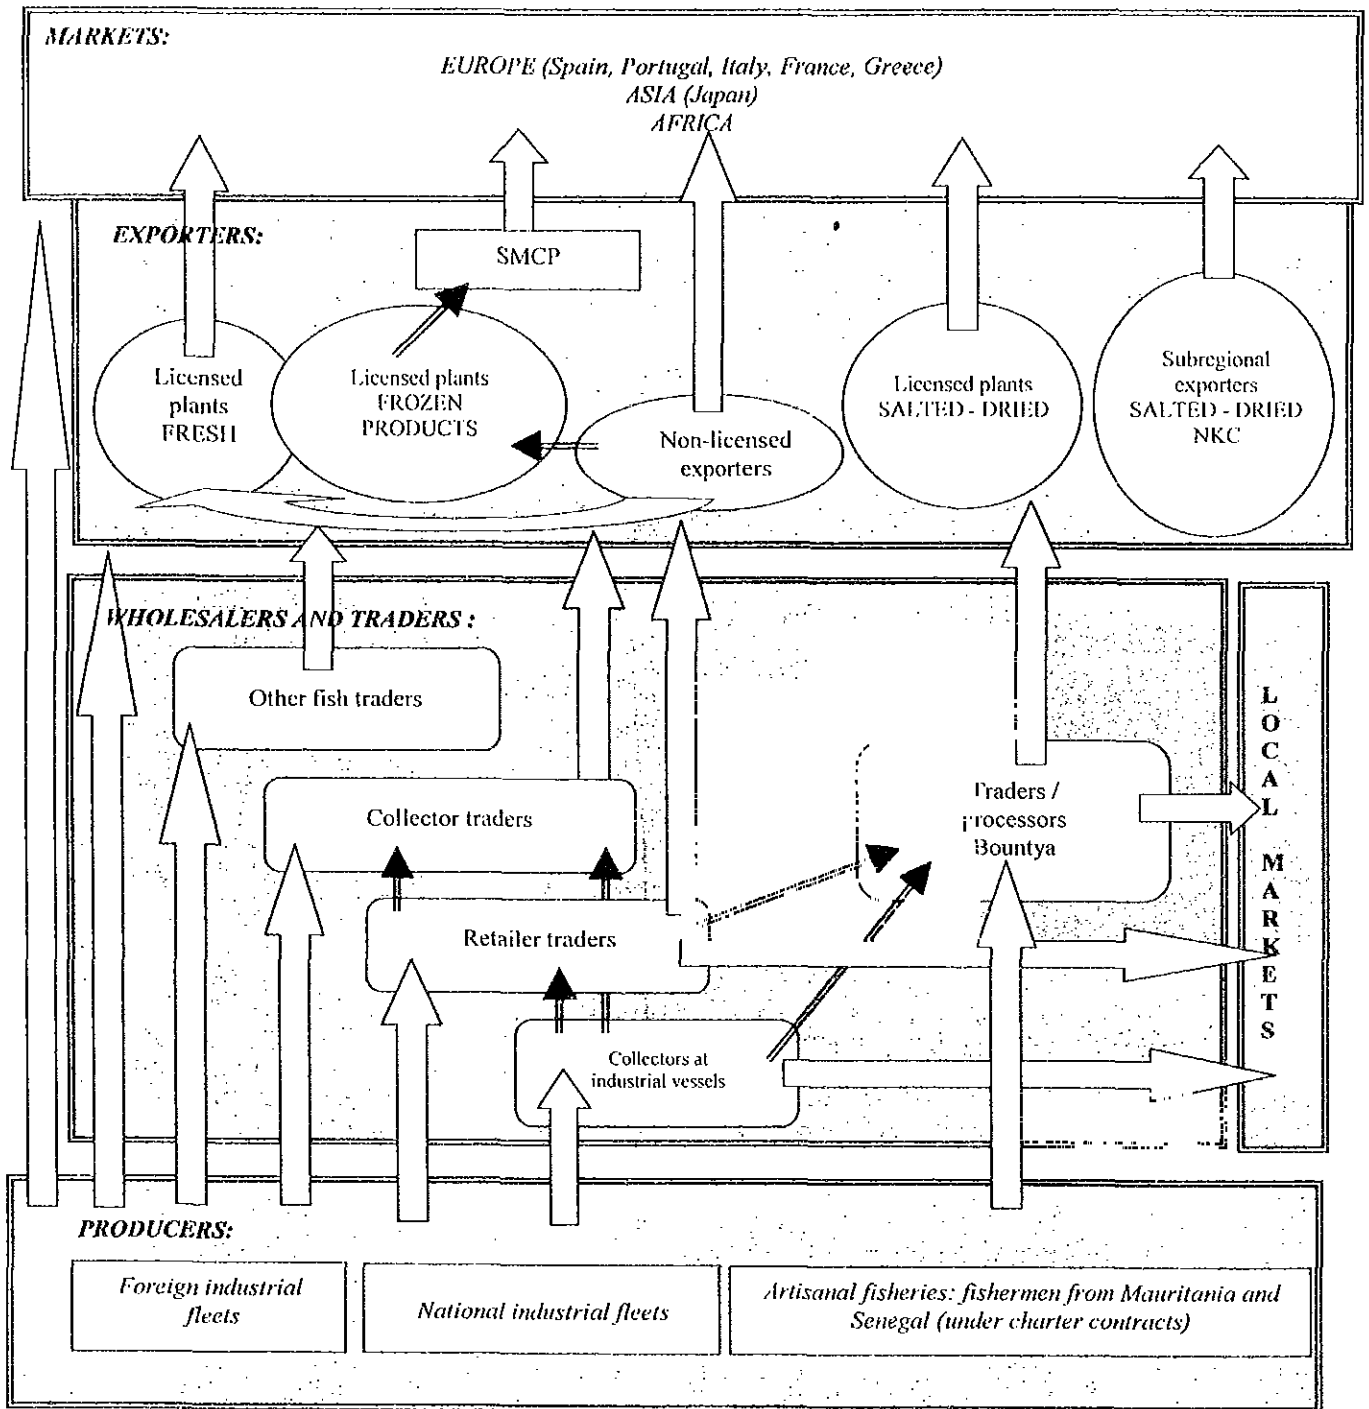 MARKETS:
EUROPE (Spain, Portugal, Italy, France, Greece)
ASIA (Japan)
AFRICA
EXPORTERS:
SMCP
Licensed
plants
FRESH
Licensed plants
FROZEN
PRODUCTS
Non-licensed
exporters
Licensed plants
SALTED - DRIED
Subregional
exporters
SALTED - DRIED
NKC
WHOLESALERS AND TRADERS :
Other fish traders
Collector traders
Retailer traders
Collectors at
industrial vessels
Traders /
processors
Bountya
LOCAL MARKETS
PRODUCERS:
Foreign industrial
fleets
National industrial fleets
Artisanal fisheries: fishermen from Mauritania and
Senegal (under charter contracts)